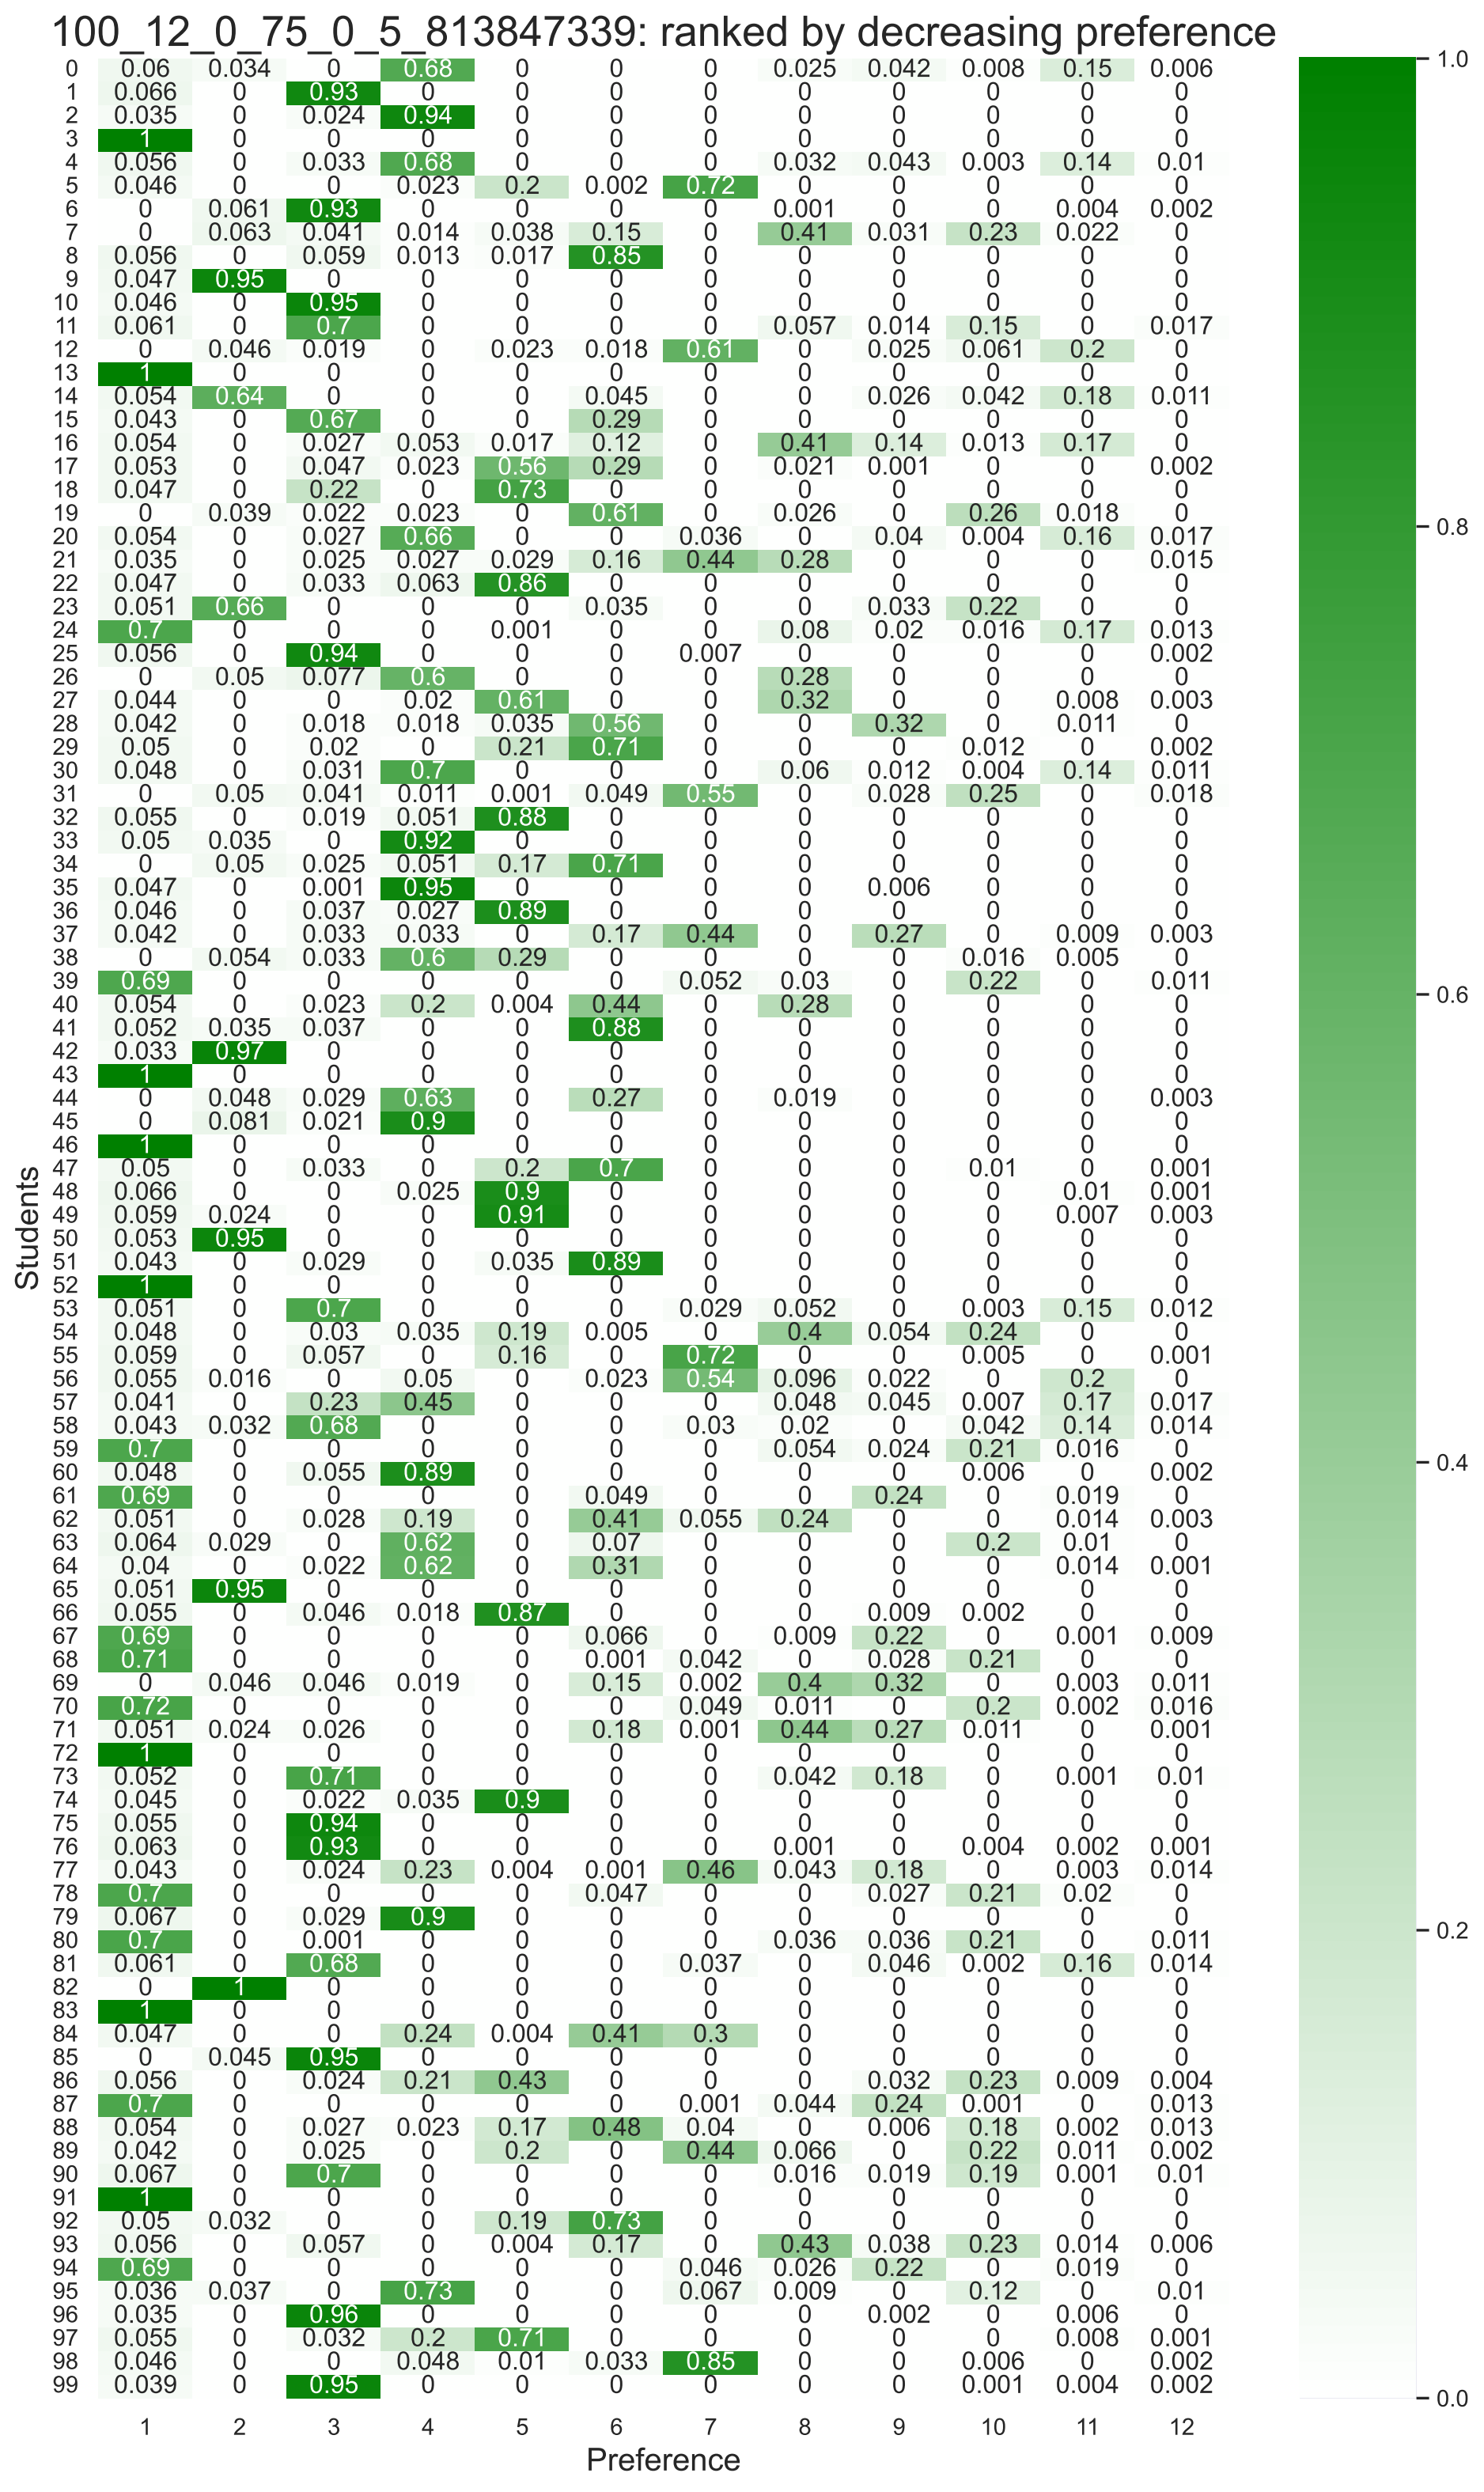 100_12_0_75_0_5_813847339: ranked by decreasing preference
0 0.06 0.034 0 0.68 0 0 0 0.025 0.042 0.008 0.15 0.006
1 0.066 0 0.93 0 0 0 0 0 0 0 0 0
2 0.035 0 0.024 0.94 0 0 0 0 0 0 0 0
3 1 0 0 0 0 0 0 0 0 0 0 0
4 0.056 0 0.033 0.68 0 0 0 0.032 0.043 0.003 0.14 0.01
5 0.046 0 0 0.023 0.2 0.002 0.72 0 0 0 0 0
6 0 0.061 0.93 0 0 0 0 0.001 0 0 0.004 0.002
7 0 0.063 0.041 0.014 0.038 0.15 0 0.41 0.031 0.23 0.022 0
8 0.056 0 0.059 0.013 0.017 0.85 0 0 0 0 0 0
9 0.047 0.95 0 0 0 0 0 0 0 0 0 0
10 0.046 0 0.95 0 0 0 0 0 0 0 0 0
11 0.061 0 0.7 0 0 0 0 0.057 0.014 0.15 0 0.017
12 0 0.046 0.019 0 0.023 0.018 0.61 0 0.025 0.061 0.2 0
13 1 0 0 0 0 0 0 0 0 0 0 0
14 0.054 0.64 0 0 0 0.045 0 0 0.026 0.042 0.18 0.011
15 0.043 0 0.67 0 0 0.29 0 0 0 0 0 0
16 0.054 0 0.027 0.053 0.017 0.12 0 0.41 0.14 0.013 0.17 0
17 0.053 0 0.047 0.023 0.56 0.29 0 0.021 0.001 0 0 0.002
18 0.047 0 0.22 0 0.73 0 0 0 0 0 0 0
19 0 0.039 0.022 0.023 0 0.61 0 0.026 0 0.26 0.018 0
20 0.054 0 0.027 0.66 0 0 0.036 0 0.04 0.004 0.16 0.017
21 0.035 0 0.025 0.027 0.029 0.16 0.44 0.28 0 0 0 0.015
22 0.047 0 0.033 0.063 0.86 0 0 0 0 0 0 0
23 0.051 0.66 0 0 0 0.035 0 0 0.033 0.22 0 0
24 0.7 0 0 0 0.001 0 0 0.08 0.02 0.016 0.17 0.013
25 0.056 0 0.94 0 0 0 0.007 0 0 0 0 0.002
26 0 0.05 0.077 0.6 0 0 0 0.28 0 0 0 0
27 0.044 0 0 0.02 0.61 0 0 0.32 0 0 0.008 0.003
28 0.042 0 0.018 0.018 0.035 0.56 0 0 0.32 0 0.011 0
29 0.05 0 0.02 0 0.21 0.71 0 0 0 0.012 0 0.002
30 0.048 0 0.031 0.7 0 0 0 0.06 0.012 0.004 0.14 0.011
31 0 0.05 0.041 0.011 0.001 0.049 0.55 0 0.028 0.25 0 0.018
32 0.055 0 0.019 0.051 0.88 0 0 0 0 0 0 0
33 0.05 0.035 0 0.92 0 0 0 0 0 0 0 0
34 0 0.05 0.025 0.051 0.17 0.71 0 0 0 0 0 0
35 0.047 0 0.001 0.95 0 0 0 0 0.006 0 0 0
36 0.046 0 0.037 0.027 0.89 0 0 0 0 0 0 0
37 0.042 0 0.033 0.033 0 0.17 0.44 0 0.27 0 0.009 0.003
38 0 0.054 0.033 0.6 0.29 0 0 0 0 0.016 0.005 0
39 0.69 0 0 0 0 0 0.052 0.03 0 0.22 0 0.011
40 0.054 0 0.023 0.2 0.004 0.44 0 0.28 0 0 0 0
41 0.052 0.035 0.037 0 0 0.88 0 0 0 0 0 0
42 0.033 0.97 0 0 0 0 0 0 0 0 0 0
43 1 0 0 0 0 0 0 0 0 0 0 0
44 0 0.048 0.029 0.63 0 0.27 0 0.019 0 0 0 0.003
45 0 0.081 0.021 0.9 0 0 0 0 0 0 0 0
46 1 0 0 0 0 0 0 0 0 0 0 0
47 0.05 0 0.033 0 0.2 0.7 0 0 0 0.01 0 0.001
48 0.066 0 0 0.025 0.9 0 0 0 0 0 0.01 0.001
49 0.059 0.024 0 0 0.91 0 0 0 0 0 0.007 0.003
50 0.053 0.95 0 0 0 0 0 0 0 0 0 0
51 0.043 0 0.029 0 0.035 0.89 0 0 0 0 0 0
52 1 0 0 0 0 0 0 0 0 0 0 0
53 0.051 0 0.7 0 0 0 0.029 0.052 0 0.003 0.15 0.012
54 0.048 0 0.03 0.035 0.19 0.005 0 0.4 0.054 0.24 0 0
55 0.059 0 0.057 0 0.16 0 0.72 0 0 0.005 0 0.001
56 0.055 0.016 0 0.05 0 0.023 0.54 0.096 0.022 0 0.2 0
57 0.041 0 0.23 0.45 0 0 0 0.048 0.045 0.007 0.17 0.017
58 0.043 0.032 0.68 0 0 0 0.03 0.02 0 0.042 0.14 0.014
59 0.7 0 0 0 0 0 0 0.054 0.024 0.21 0.016 0
60 0.048 0 0.055 0.89 0 0 0 0 0 0.006 0 0.002
61 0.69 0 0 0 0 0.049 0 0 0.24 0 0.019 0
62 0.051 0 0.028 0.19 0 0.41 0.055 0.24 0 0 0.014 0.003
63 0.064 0.029 0 0.62 0 0.07 0 0 0 0.2 0.01 0
64 0.04 0 0.022 0.62 0 0.31 0 0 0 0 0.014 0.001
65 0.051 0.95 0 0 0 0 0 0 0 0 0 0
66 0.055 0 0.046 0.018 0.87 0 0 0 0.009 0.002 0 0
67 0.69 0 0 0 0 0.066 0 0.009 0.22 0 0.001 0.009
68 0.71 0 0 0 0 0.001 0.042 0 0.028 0.21 0 0
69 0 0.046 0.046 0.019 0 0.15 0.002 0.4 0.32 0 0.003 0.011
70 0.72 0 0 0 0 0 0.049 0.011 0 0.2 0.002 0.016
71 0.051 0.024 0.026 0 0 0.18 0.001 0.44 0.27 0.011 0 0.001
72 1 0 0 0 0 0 0 0 0 0 0 0
73 0.052 0 0.71 0 0 0 0 0.042 0.18 0 0.001 0.01
74 0.045 0 0.022 0.035 0.9 0 0 0 0 0 0 0
75 0.055 0 0.94 0 0 0 0 0 0 0 0 0
76 0.063 0 0.93 0 0 0 0 0.001 0 0.004 0.002 0.001
77 0.043 0 0.024 0.23 0.004 0.001 0.46 0.043 0.18 0 0.003 0.014
78 0.7 0 0 0 0 0.047 0 0 0.027 0.21 0.02 0
79 0.067 0 0.029 0.9 0 0 0 0 0 0 0 0
80 0.7 0 0.001 0 0 0 0 0.036 0.036 0.21 0 0.011
81 0.061 0 0.68 0 0 0 0.037 0 0.046 0.002 0.16 0.014
82 0 1 0 0 0 0 0 0 0 0 0 0
83 1 0 0 0 0 0 0 0 0 0 0 0
84 0.047 0 0 0.24 0.004 0.41 0.3 0 0 0 0 0
85 0 0.045 0.95 0 0 0 0 0 0 0 0 0
86 0.056 0 0.024 0.21 0.43 0 0 0 0.032 0.23 0.009 0.004
87 0.7 0 0 0 0 0 0.001 0.044 0.24 0.001 0 0.013
88 0.054 0 0.027 0.023 0.17 0.48 0.04 0 0.006 0.18 0.002 0.013
89 0.042 0 0.025 0 0.2 0 0.44 0.066 0 0.22 0.011 0.002
90 0.067 0 0.7 0 0 0 0 0.016 0.019 0.19 0.001 0.01
91 1 0 0 0 0 0 0 0 0 0 0 0
92 0.05 0.032 0 0 0.19 0.73 0 0 0 0 0 0
93 0.056 0 0.057 0 0.004 0.17 0 0.43 0.038 0.23 0.014 0.006
94 0.69 0 0 0 0 0 0.046 0.026 0.22 0 0.019 0
95 0.036 0.037 0 0.73 0 0 0.067 0.009 0 0.12 0 0.01
96 0.035 0 0.96 0 0 0 0 0 0.002 0 0.006 0
97 0.055 0 0.032 0.2 0.71 0 0 0 0 0 0.008 0.001
98 0.046 0 0 0.048 0.01 0.033 0.85 0 0 0.006 0 0.002
99 0.039 0 0.95 0 0 0 0 0 0 0.001 0.004 0.002
1 2 3 4 5 6 7 8 9 10 11 12
Preference
Students
1.0
0.8
0.6
0.4
0.2
0.0